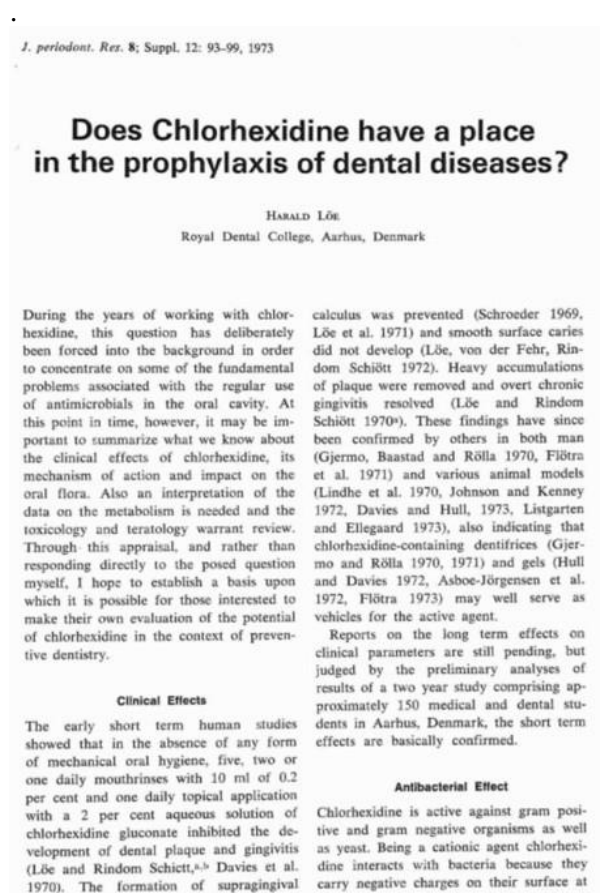 .
J. periodont. Res. 8; Suppl. 12: 93-99, 1973
Does Chlorhexidine have a place
in the prophylaxis of dental diseases?
HARALD LÖE
Royal Dental College, Aarhus, Denmark
During the years of working with chlor-
hexidine, this question has deliberately
been forced into the background in order
to concentrate on some of the fundamental
problems associated with the regular use
of antimicrobials in the oral cavity. At
this point in time, however, it may be im-
portant to summarize what we know about
the clinical effects of chlorhexidine, its
mechanism of action and impact on the
oral flora. Also an interpretation of the
data on the metabolism is needed and the
toxicology and teratology warrant review.
Through this appraisal, and rather than
responding directly to the posed question
myself, I hope to establish a basis upon
which it is possible for those interested to
make their own evaluation of the potential
of chlorhexidine in the context of preven-
tive dentistry.
Clinical Effects
The early short term human studies
showed that in the absence of any form
of mechanical oral hygiene, five, two or
one daily mouthrinses with 10 ml of 0.2
per cent and one daily topical application
with a 2 per cent aqueous solution of
chlorhexidine gluconate inhibited the de-
velopment of dental plaque and gingivitis
(Löe and Rindom Schiøtt,a,b Davies et al.
1970). The formation of supragingival
calculus was prevented (Schroeder 1969,
Löe et al. 1971) and smooth surface caries
did not develop (Löe, von der Fehr, Rin-
dom Schiött 1972). Heavy accumulations
of plaque were removed and overt chronic
gingivitis resolved (Löe and Rindom
Schiött 1970a). These findings have since
been confirmed by others in both man
(Gjermo, Baastad and Rölla 1970, Flötra
et al. 1971) and various animal models
(Lindhe et al. 1970, Johnson and Kenney
1972, Davies and Hull, 1973, Listgarten
and Ellegaard 1973), also indicating that
chlorhexidine-containing dentifrices (Gjer-
mo and Rölla 1970, 1971) and gels (Hull
and Davies 1972, Asboe-Jörgensen et al.
1972, Flötra 1973) may well serve as
vehicles for the active agent.
Reports on the long term effects on
clinical parameters are still pending, but
judged by the preliminary analyses of
results of a two year study comprising ap-
proximately 150 medical and dental stu-
dents in Aarhus, Denmark, the short term
effects are basically confirmed.
Antibacterial Effect
Chlorhexidine is active against gram posi-
tive and gram negative organisms as well
as yeast. Being a cationic agent chlorhexi-
dine interacts with bacteria because they
carry negative charges on their surface at